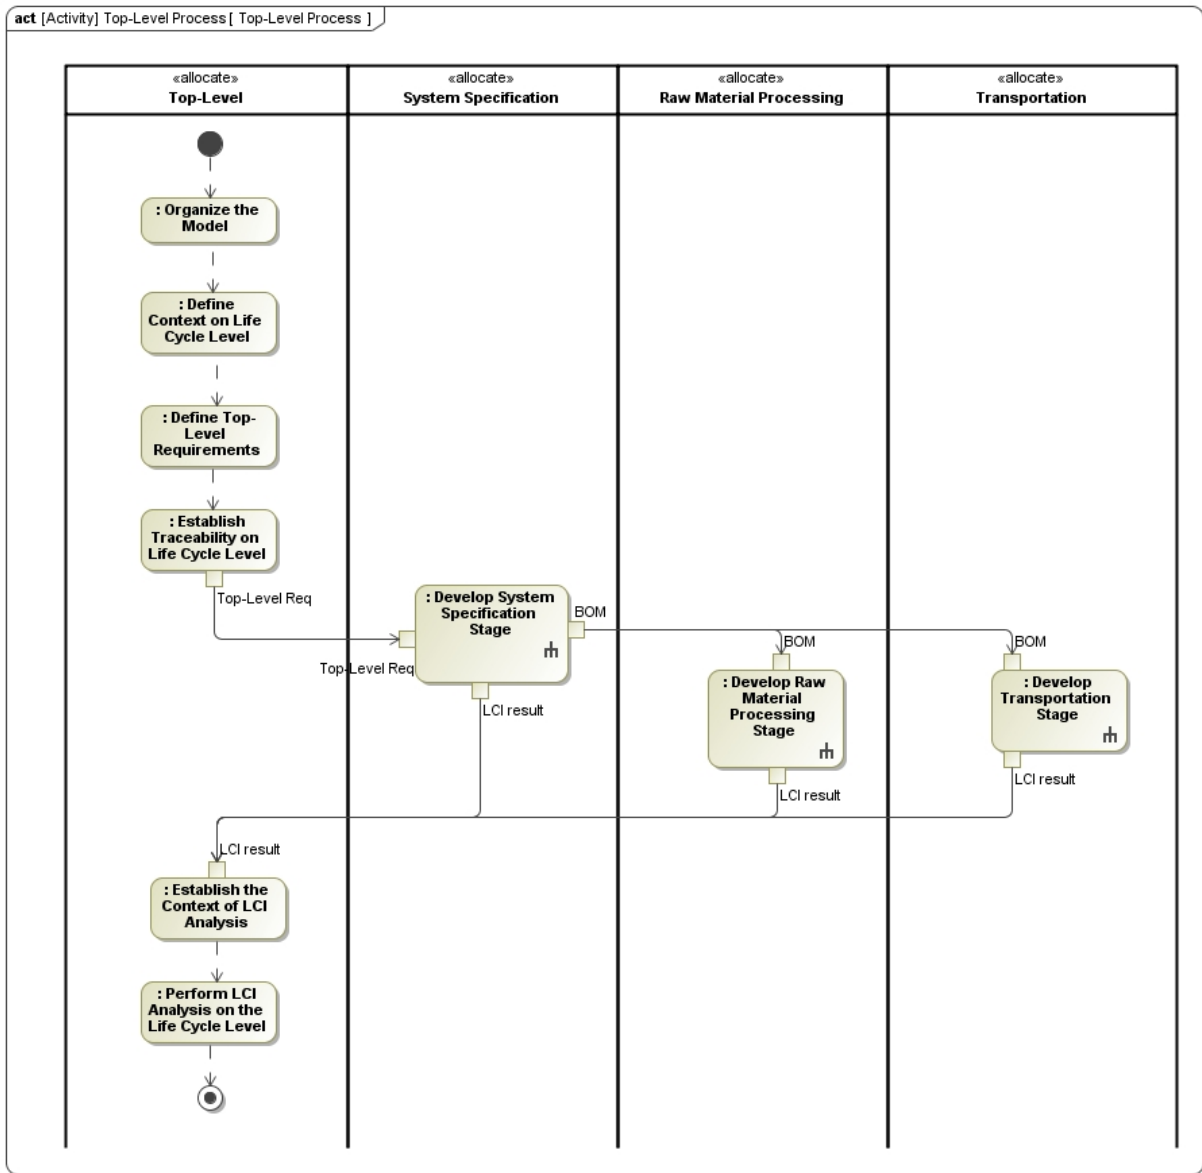 act [Activity] Top-Level Process [ Top-Level Process ]
«allocate»
Top-Level
«allocate»
System Specification
«allocate»
Raw Material Processing
«allocate»
Transportation
: Organize the
Model
: Define
Context on Life
Cycle Level
: Define Top-
Level
Requirements
: Establish
Traceability on
Life Cycle Level
Top-Level Req
Top-Level Req
: Develop System
Specification
Stage
BOM
LCI result
BOM
: Develop Raw
Material
Processing
Stage
LCI result
BOM
: Develop
Transportation
Stage
LCI result
LCI result
: Establish the
Context of LCI
Analysis
: Perform LCI
Analysis on the
Life Cycle Level